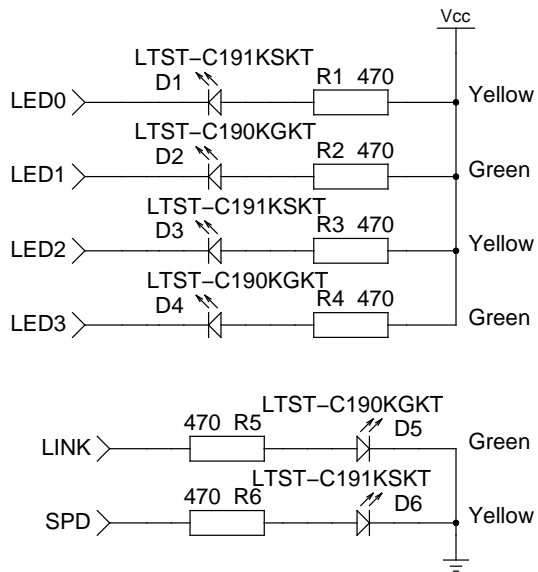 Vcc
LTST−C191KSKT
D1
R1 470
LED0
Yellow
LTST−C190KGKT
D2
R2 470
LED1
Green
LTST−C191KSKT
D3
R3 470
LED2
Yellow
LTST−C190KGKT
D4
R4 470
LED3
Green
LTST−C190KGKT
470 R5
D5
LINK
Green
LTST−C191KSKT
470 R6
D6
SPD
Yellow